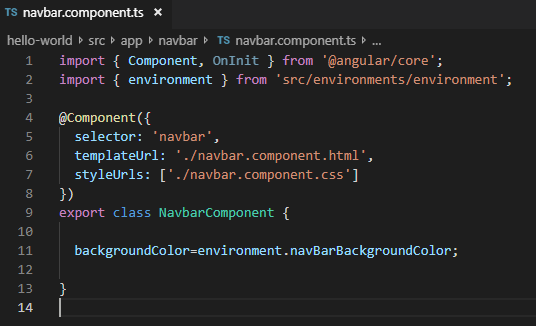 TS navbar.component.ts ×
hello-world > src > app > navbar > TS navbar.component.ts > ...
1 import { Component, OnInit } from '@angular/core';
2 import { environment } from 'src/environments/environment';
3
4 @Component({
5   selector: 'navbar',
6   templateUrl: './navbar.component.html',
7   styleUrls: ['./navbar.component.css']
8 })
9 export class NavbarComponent {
10
11   backgroundColor=environment.navBarBackgroundColor;
12
13 }
14